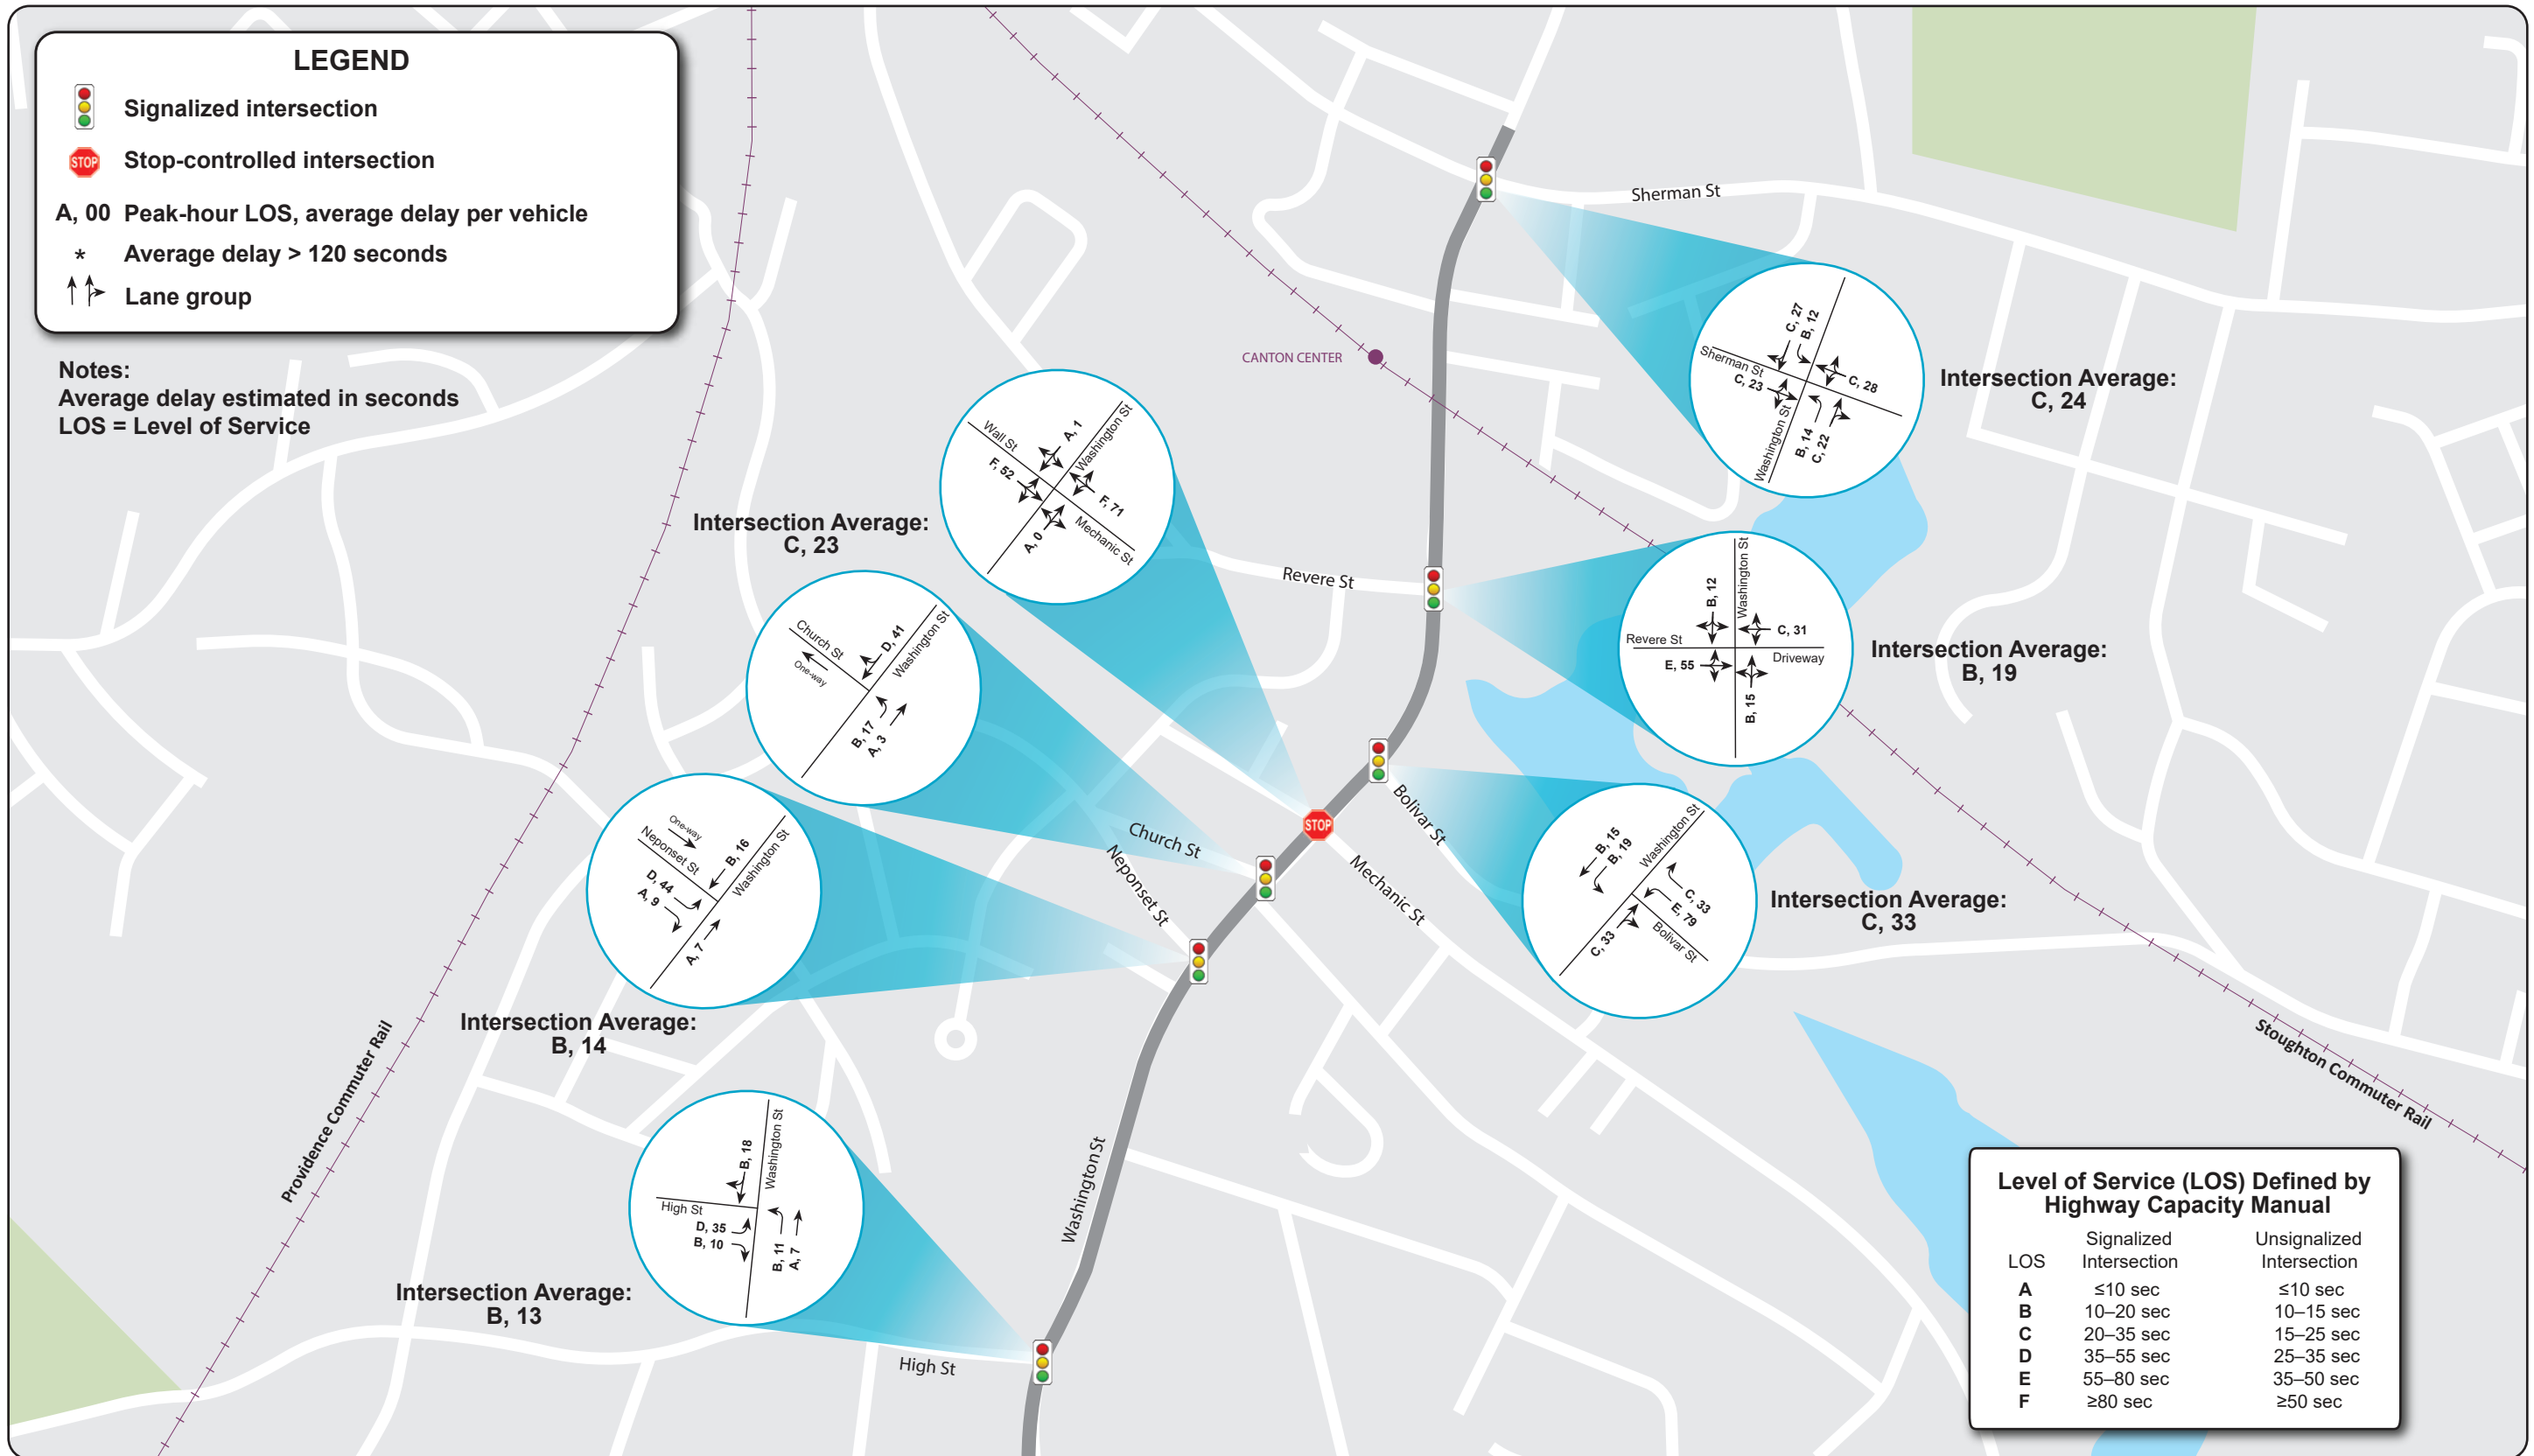 LEGEND
Signalized intersection
STOP
Stop-controlled intersection
A, 00 Peak-hour LOS, average delay per vehicle
* Average delay > 120 seconds
Lane group
Notes:
Average delay estimated in seconds
LOS = Level of Service
Sherman St
C, 27
B, 12
Sherman St
C, 23
C, 28
Washington St
B, 14
C, 22
Intersection Average:
C, 24
CANTON CENTER
Wall St
A, 1
Washington St
F, 52
F, 71
A, 0
Mechanic St
Intersection Average:
C, 23
Church St
One-way
D, 41
Washington St
B, 17
A, 3
Revere St
B, 12
Washington St
Revere St
C, 31
E, 55
Driveway
B, 15
Intersection Average:
B, 19
Bolivar St
STOP
Church St
Neponset St
Mechanic St
One-way
Neponset St
B, 16
Washington St
D, 44
A, 9
A, 7
Intersection Average:
B, 14
B, 15
B, 19
Washington St
C, 33
E, 79
C, 33
Bolivar St
Intersection Average:
C, 33
Providence Commuter Rail
Stoughton Commuter Rail
Washington St
B, 18
Washington St
High St
D, 35
B, 10
B, 11
A, 7
Intersection Average:
B, 13
High St
Level of Service (LOS) Defined by
Highway Capacity Manual
Signalized Unsignalized
LOS Intersection Intersection
A ≤10 sec ≤10 sec
B 10–20 sec 10–15 sec
C 20–35 sec 15–25 sec
D 35–55 sec 25–35 sec
E 55–80 sec 35–50 sec
F ≥80 sec ≥50 sec